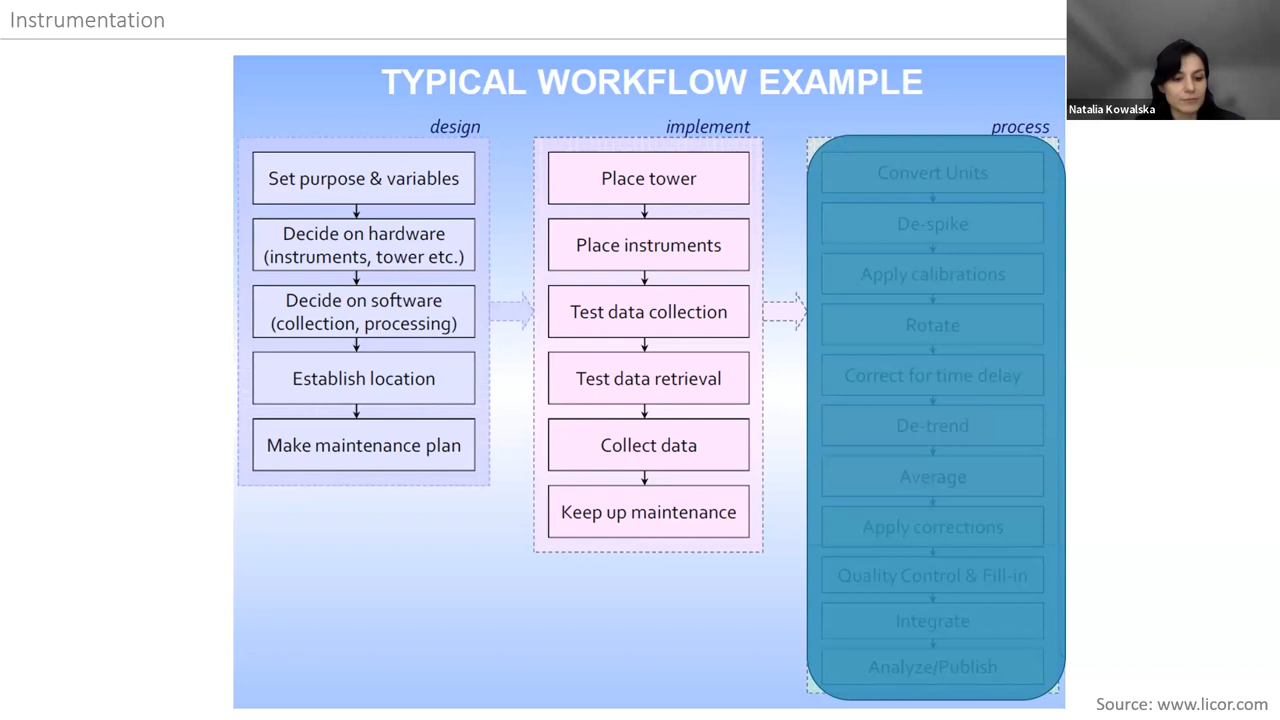 Instrumentation
Natalia Kowalska
TYPICAL WORKFLOW EXAMPLE
design
Set purpose & variables
Decide on hardware
(instruments, tower etc.)
Decide on software
(collection, processing)
Establish location
Make maintenance plan
implement
Place tower
Place instruments
Test data collection
Test data retrieval
Collect data
Keep up maintenance
process
Convert Units
De-spike
Apply calibrations
Rotate
Correct for time delay
De-trend
Average
Apply corrections
Quality Control & Fill-in
Integrate
Analyze/Publish
Source: www.licor.com